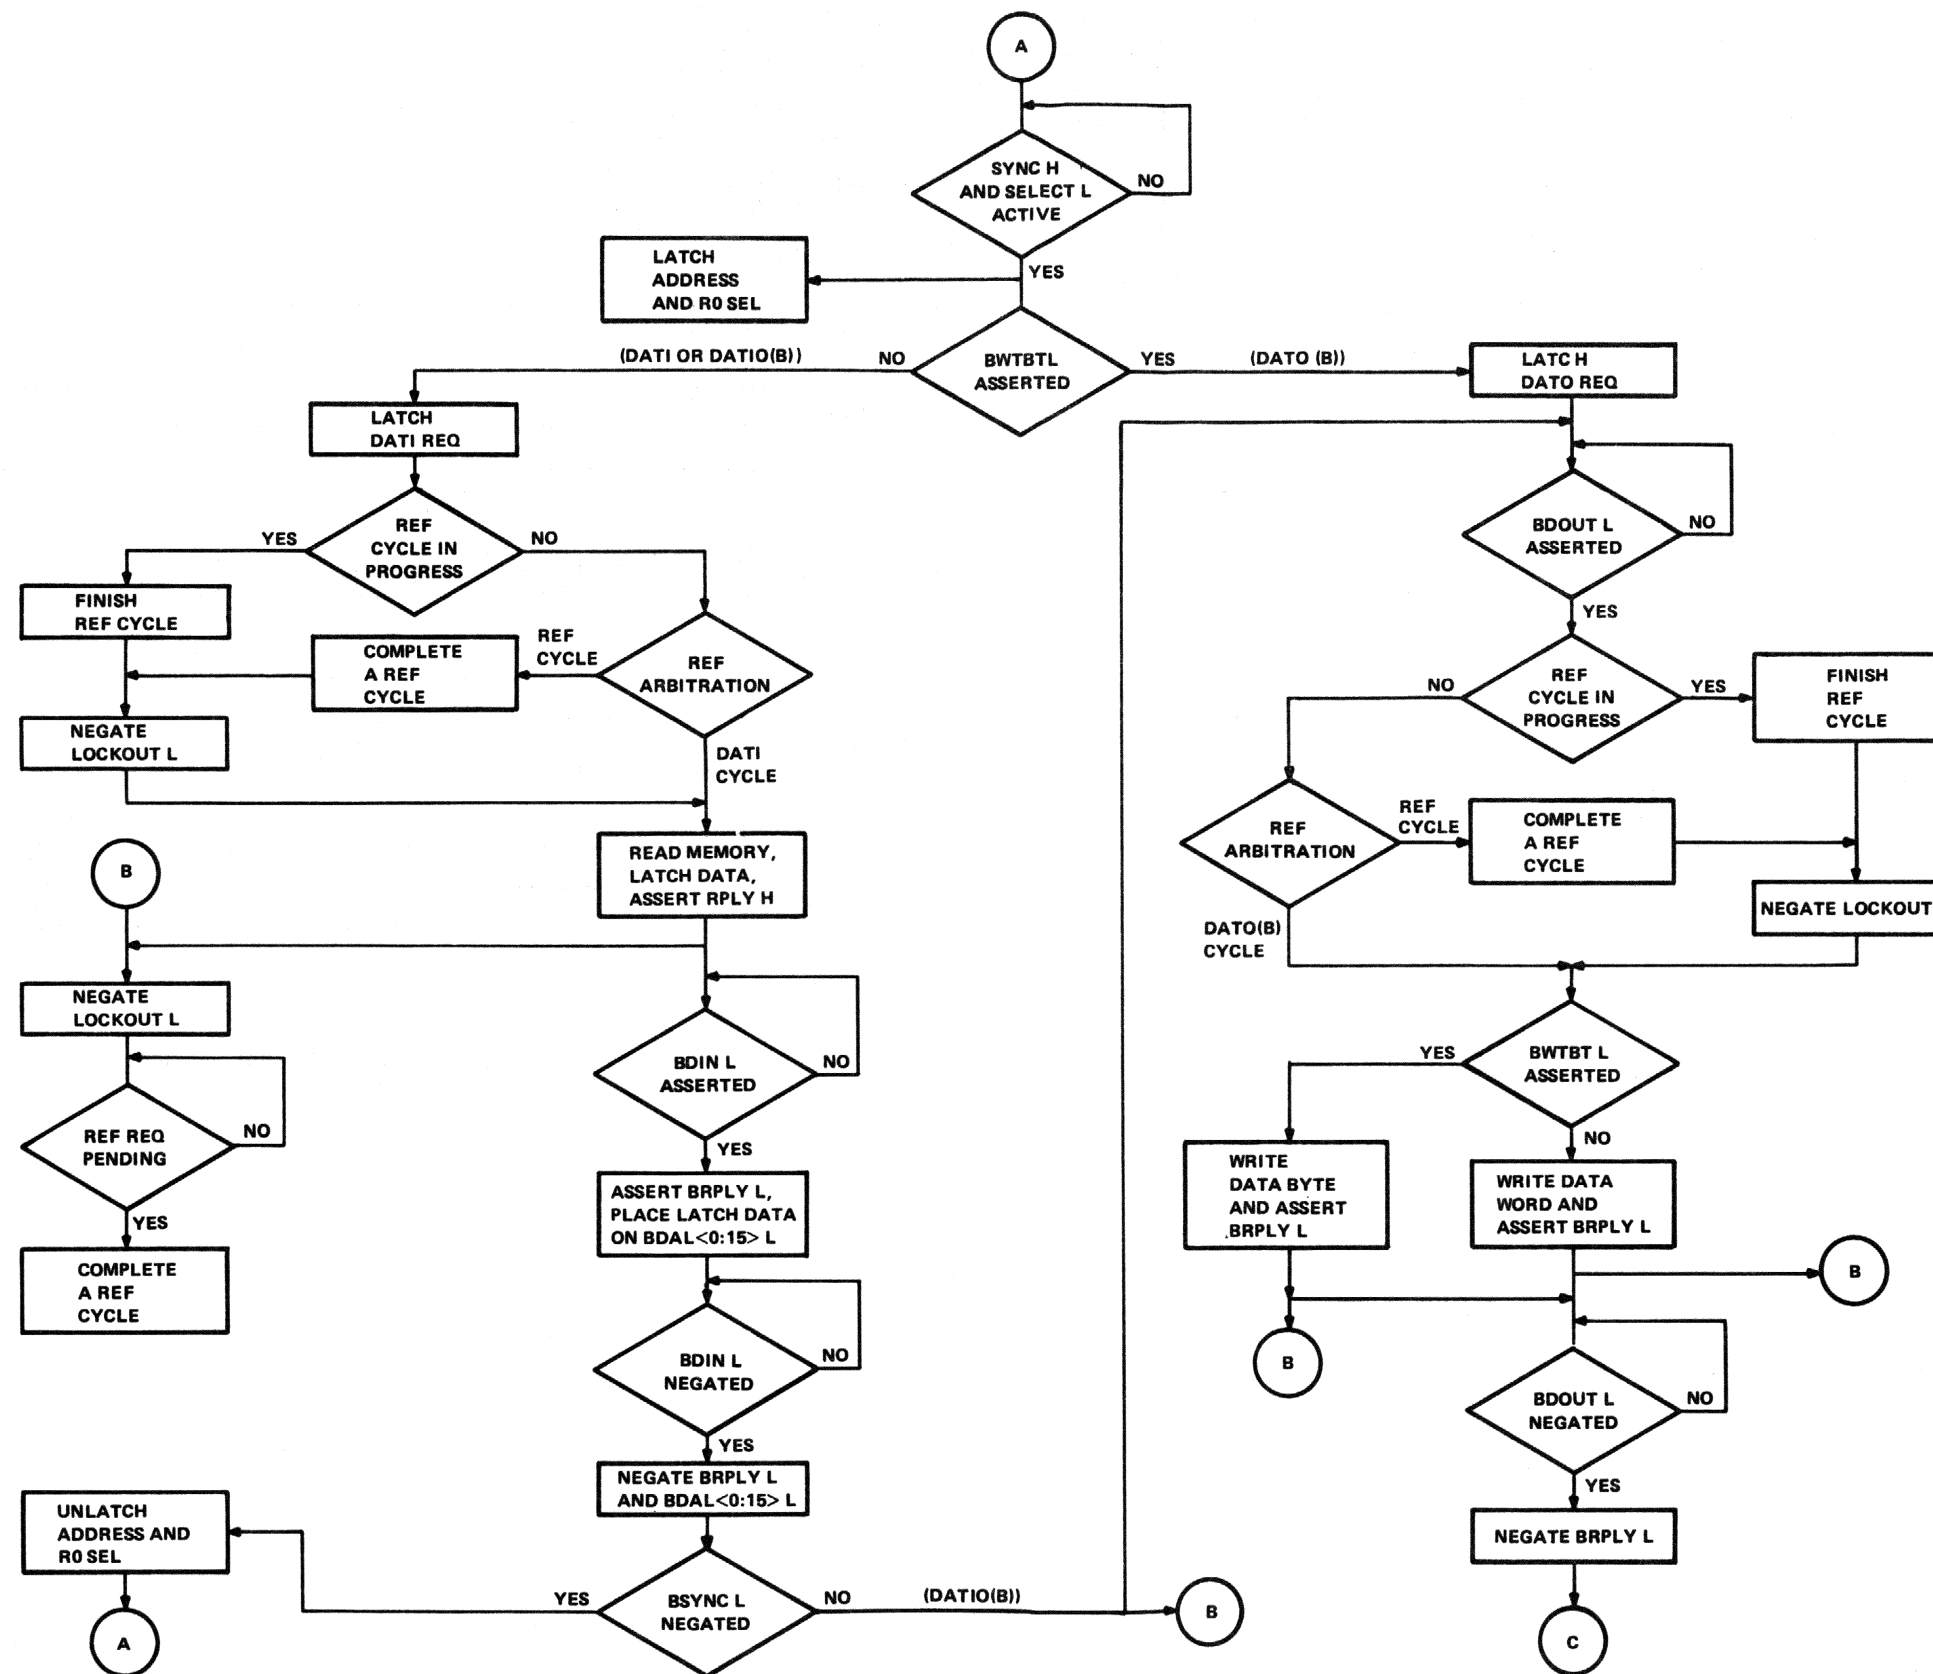 A
SYNC H
AND SELECT L
ACTIVE
NO
YES
LATCH
ADDRESS
AND R0 SEL
BWTBTL
ASSERTED
NO
(DATI OR DATIO(B))
YES
(DATO (B))
LATCH
DATO REQ
LATCH
DATI REQ
REF
CYCLE IN
PROGRESS
YES
NO
FINISH
REF CYCLE
COMPLETE
A REF
CYCLE
REF
CYCLE
REF
ARBITRATION
NEGATE
LOCKOUT L
DATI
CYCLE
READ MEMORY,
LATCH DATA,
ASSERT RPLY H
B
NEGATE
LOCKOUT L
REF REQ
PENDING
NO
YES
COMPLETE
A REF
CYCLE
BDIN L
ASSERTED
NO
YES
ASSERT BRPLY L,
PLACE LATCH DATA
ON BDAL<0:15> L
BDIN L
NEGATED
NO
YES
NEGATE BRPLY L
AND BDAL<0:15> L
BSYNC L
NEGATED
YES
NO
(DATIO(B))
B
UNLATCH
ADDRESS AND
R0 SEL
A
BDOUT L
ASSERTED
NO
YES
REF
CYCLE IN
PROGRESS
NO
YES
FINISH
REF
CYCLE
REF
ARBITRATION
REF
CYCLE
COMPLETE
A REF
CYCLE
NEGATE LOCKOUT
DATO(B)
CYCLE
BWTBT L
ASSERTED
YES
NO
WRITE
DATA BYTE
AND ASSERT
BRPLY L
WRITE DATA
WORD AND
ASSERT BRPLY L
B
B
BDOUT L
NEGATED
NO
YES
NEGATE BRPLY L
C